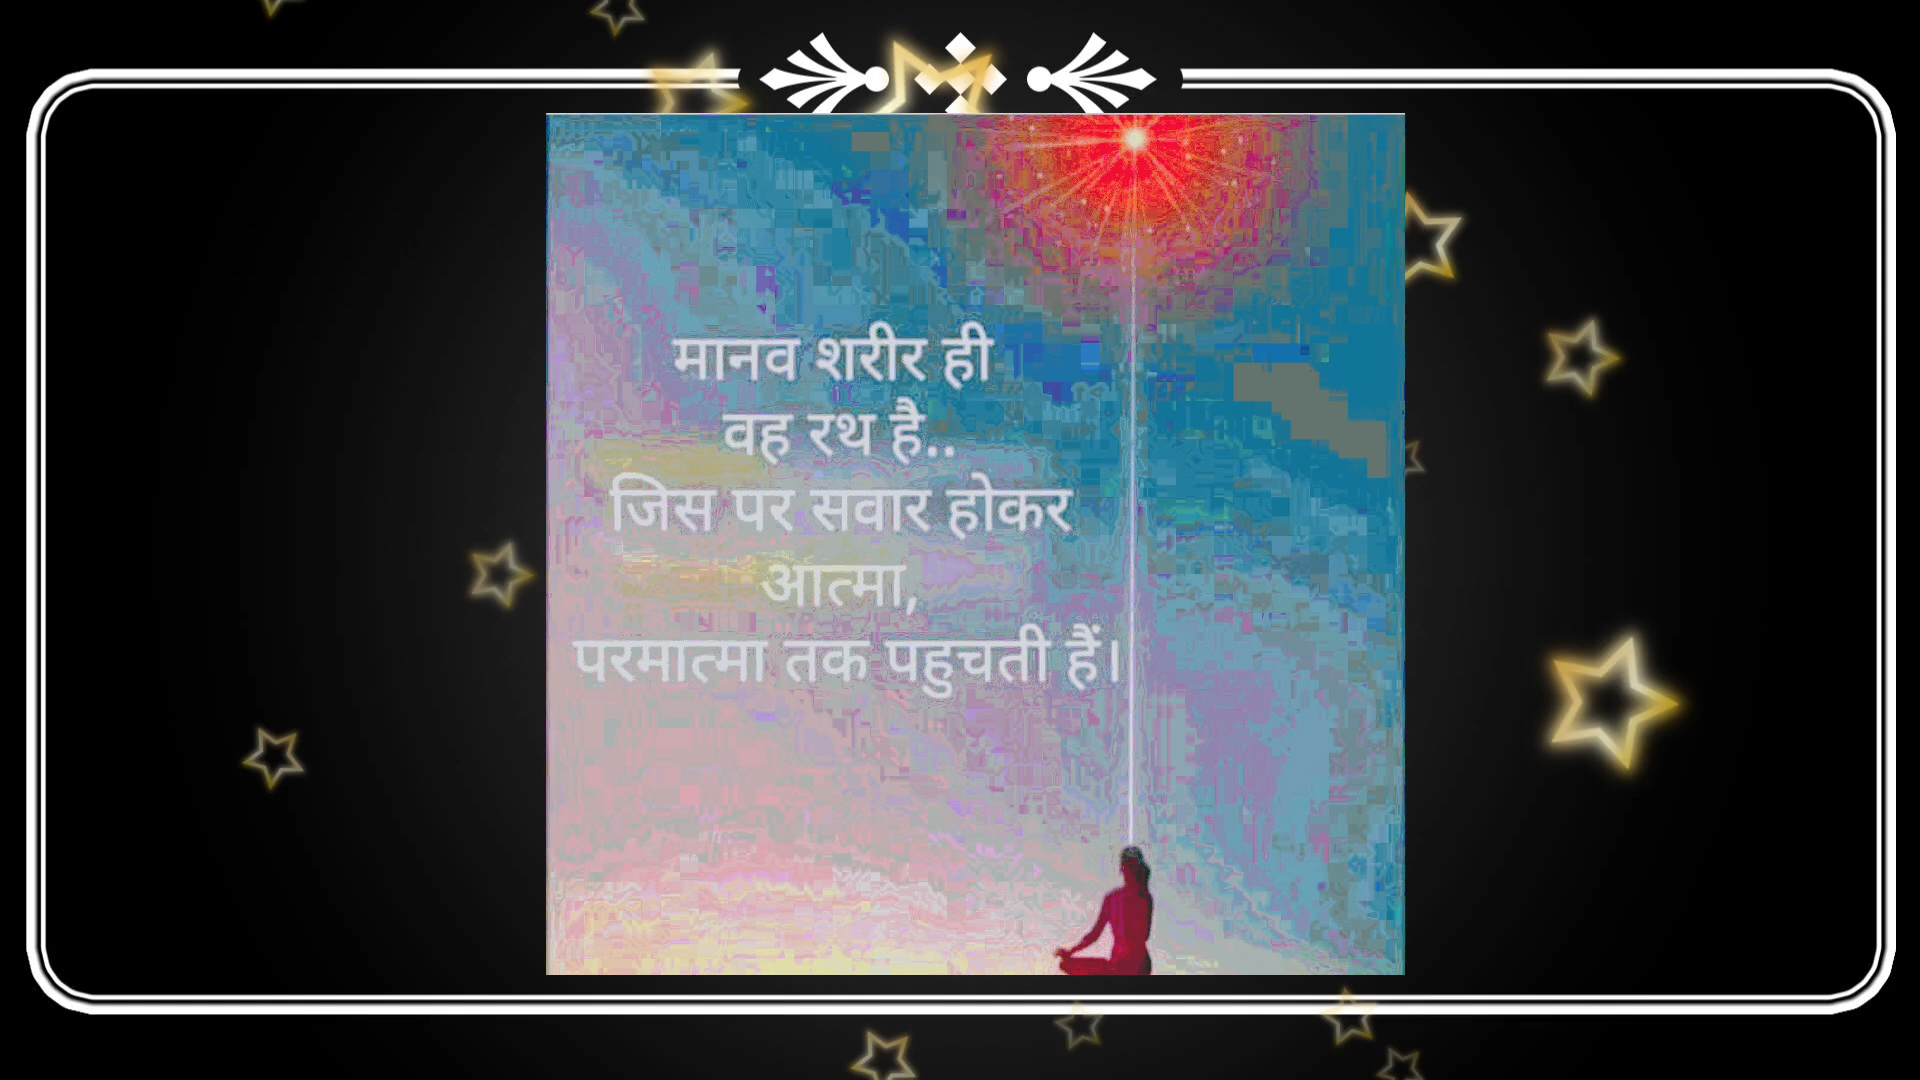 मानव शरीर ही
वह रथ है..
जिस पर सवार होकर
आत्मा,
परमात्मा तक पहुचती हैं।